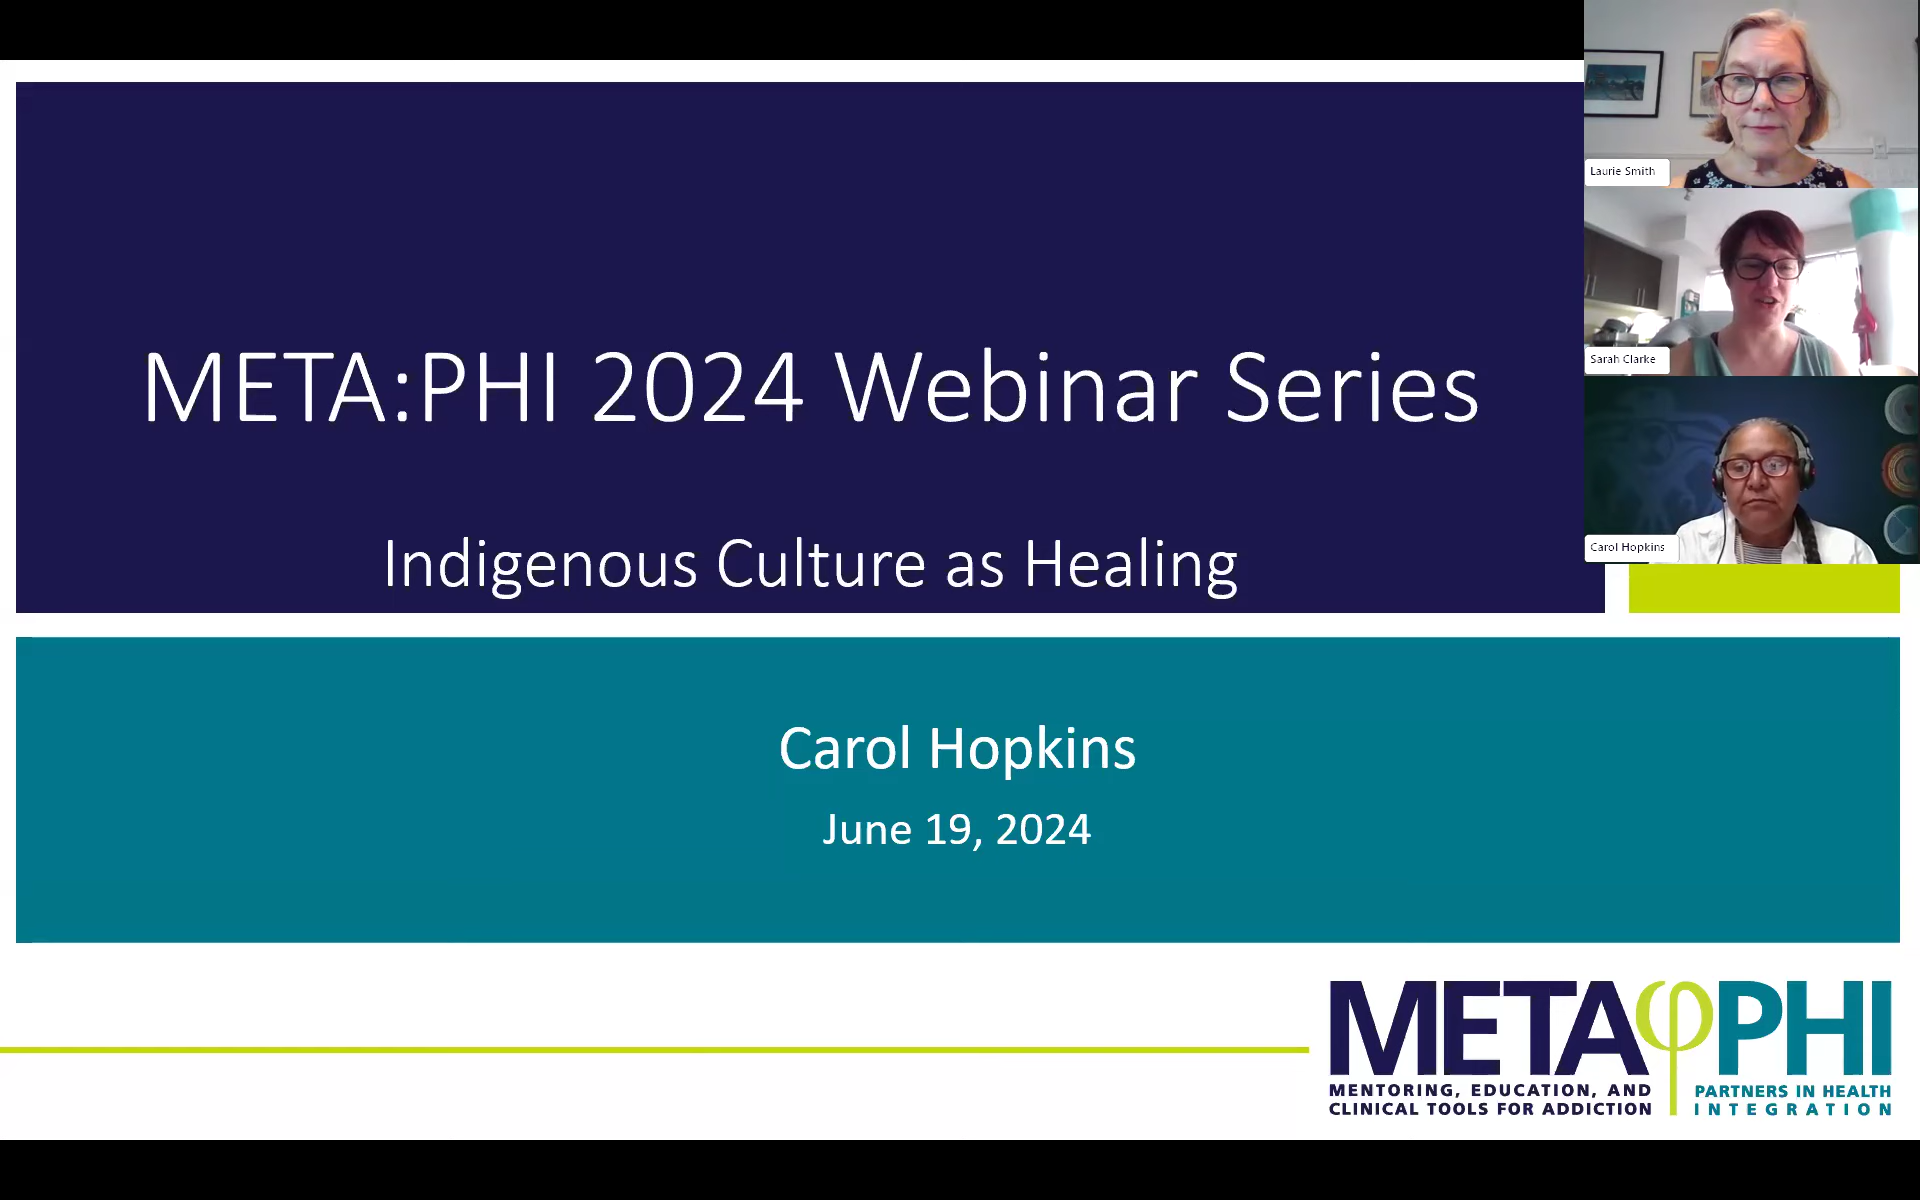 META:PHI 2024 Webinar Series
Indigenous Culture as Healing
Laurie Smith
Sarah Clarke
Carol Hopkins
Carol Hopkins
June 19, 2024
METAφPHI
MENTORING, EDUCATION, AND
CLINICAL TOOLS FOR ADDICTION
PARTNERS IN HEALTH
INTEGRATION